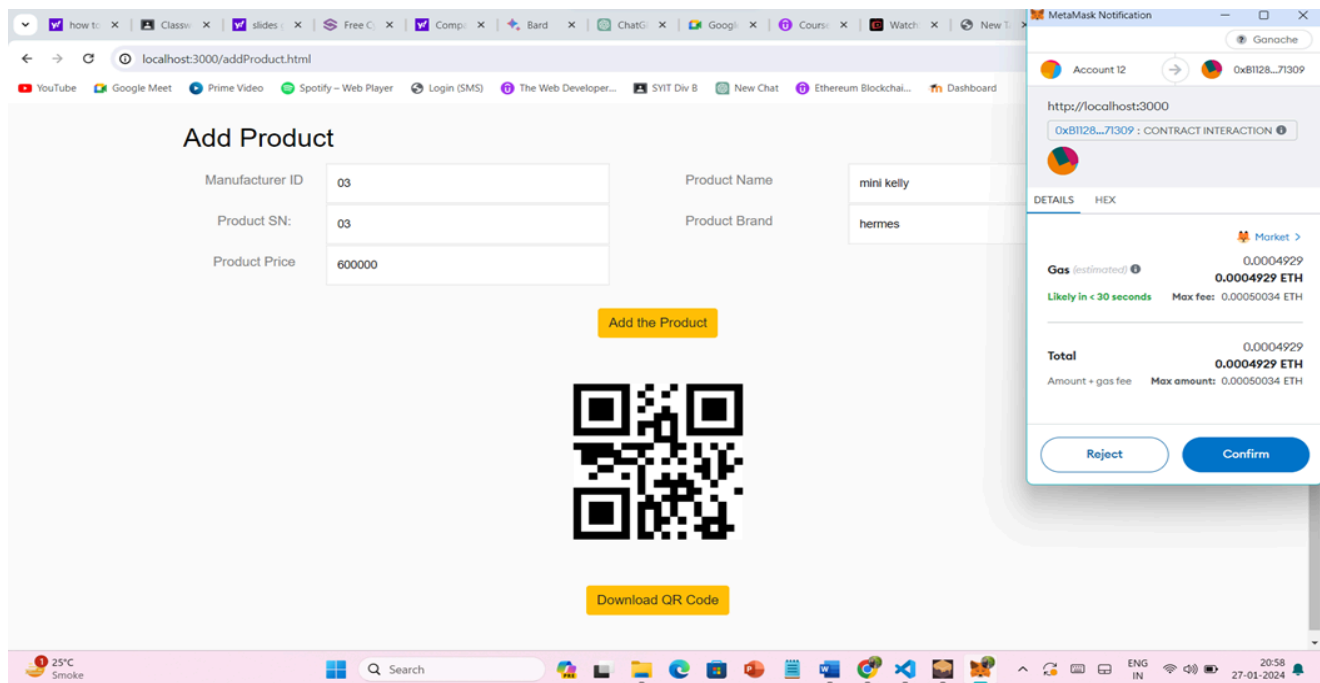 how to
Classw
slides
Free C
Comp
Bard
ChatG
Googl
Cours
Watch
New T
MetaMask Notification
Ganache
localhost:3000/addProduct.html
Account 12
0xB1128...71309
YouTube
Google Meet
Prime Video
Spotify – Web Player
Login (SMS)
The Web Developer...
SYIT Div B
New Chat
Ethereum Blockchai...
Dashboard
http://localhost:3000
0xB1128...71309 : CONTRACT INTERACTION
Add Product
Manufacturer ID
03
Product Name
mini kelly
Product SN:
03
Product Brand
hermes
Product Price
600000
DETAILS
HEX
Market >
Gas (estimated)
0.0004929
0.0004929 ETH
Likely in < 30 seconds
Max fee: 0.00050034 ETH
Total
0.0004929
0.0004929 ETH
Amount + gas fee
Max amount: 0.00050034 ETH
Reject
Confirm
Add the Product
Download QR Code
1
25°C
Smoke
Search
ENG
IN
20:58
27-01-2024